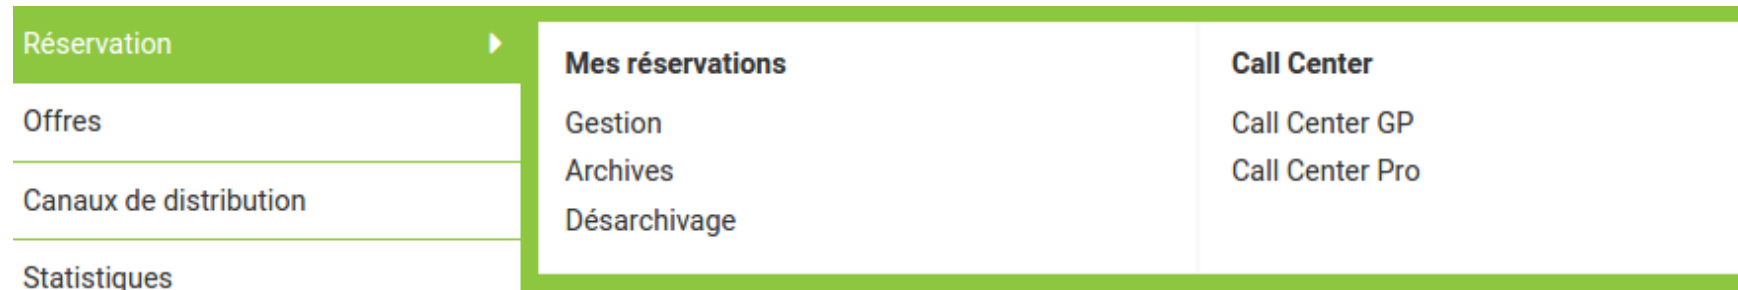 Réservation
Offres
Canaux de distribution
Statistiques
Mes réservations
Gestion
Archives
Désarchivage
Call Center
Call Center GP
Call Center Pro